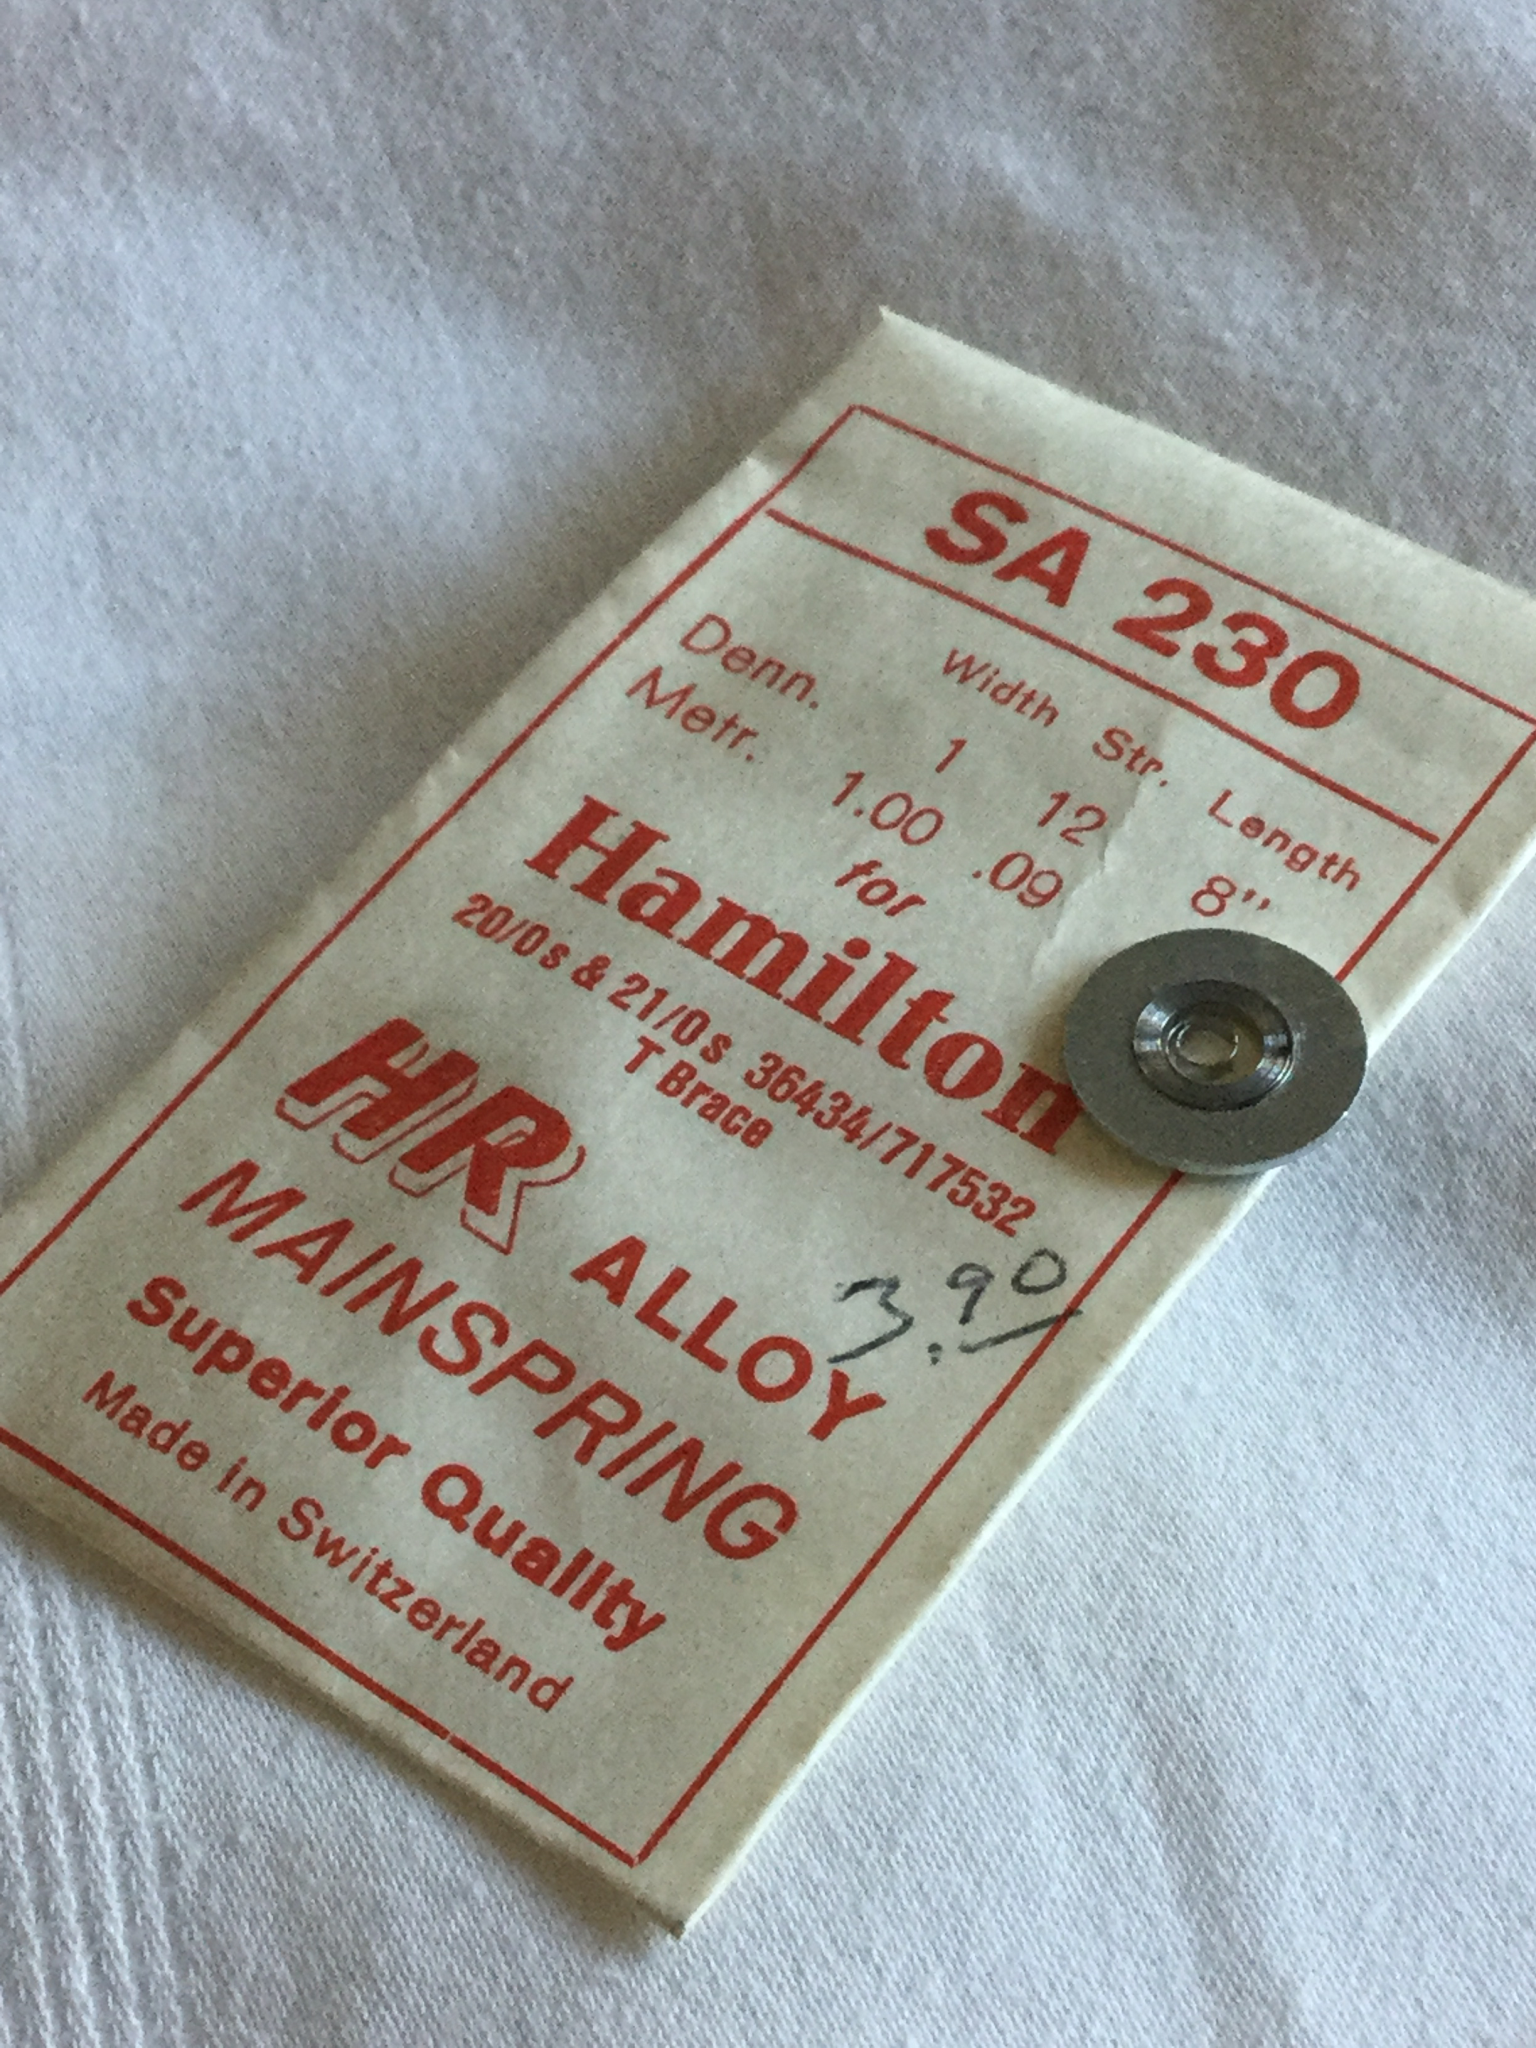 SA 230
Width Str. Length
Denn. 1 12 8"
Metr. 1.00 .09
for
Hamilton
20/0s & 21/0s 36434/717532
T Brace
HR ALLOY
3.90
MAINSPRING
Superior Quality
Made in Switzerland